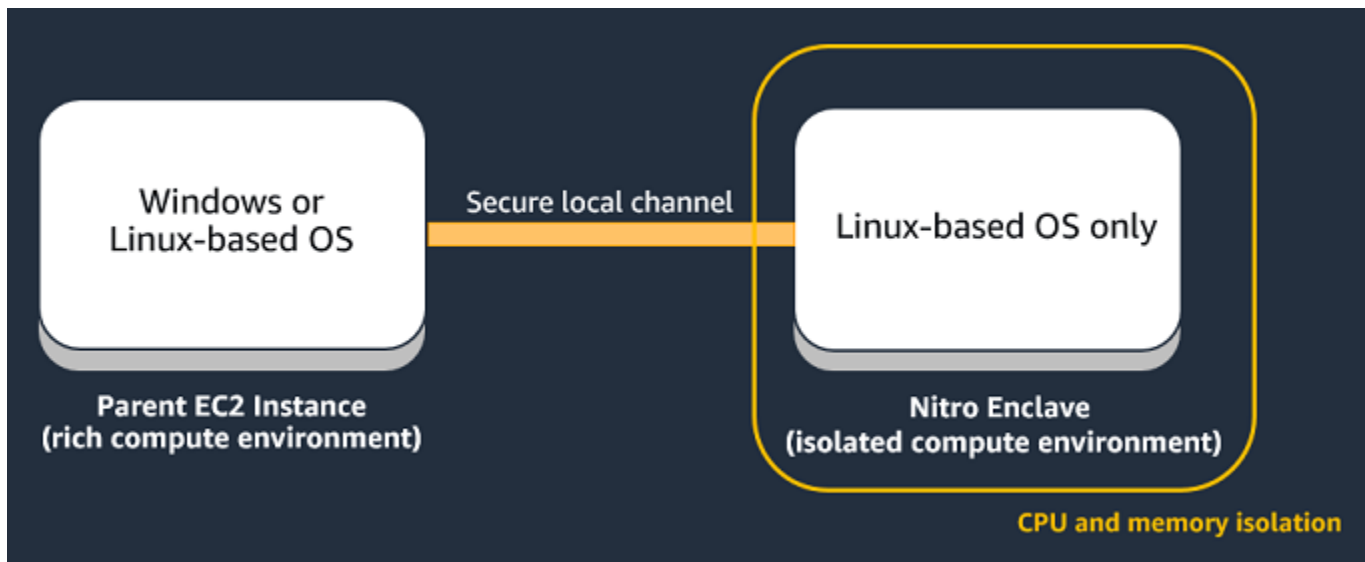 Windows or
Linux-based OS
Secure local channel
Linux-based OS only
Parent EC2 Instance
(rich compute environment)
Nitro Enclave
(isolated compute environment)
CPU and memory isolation